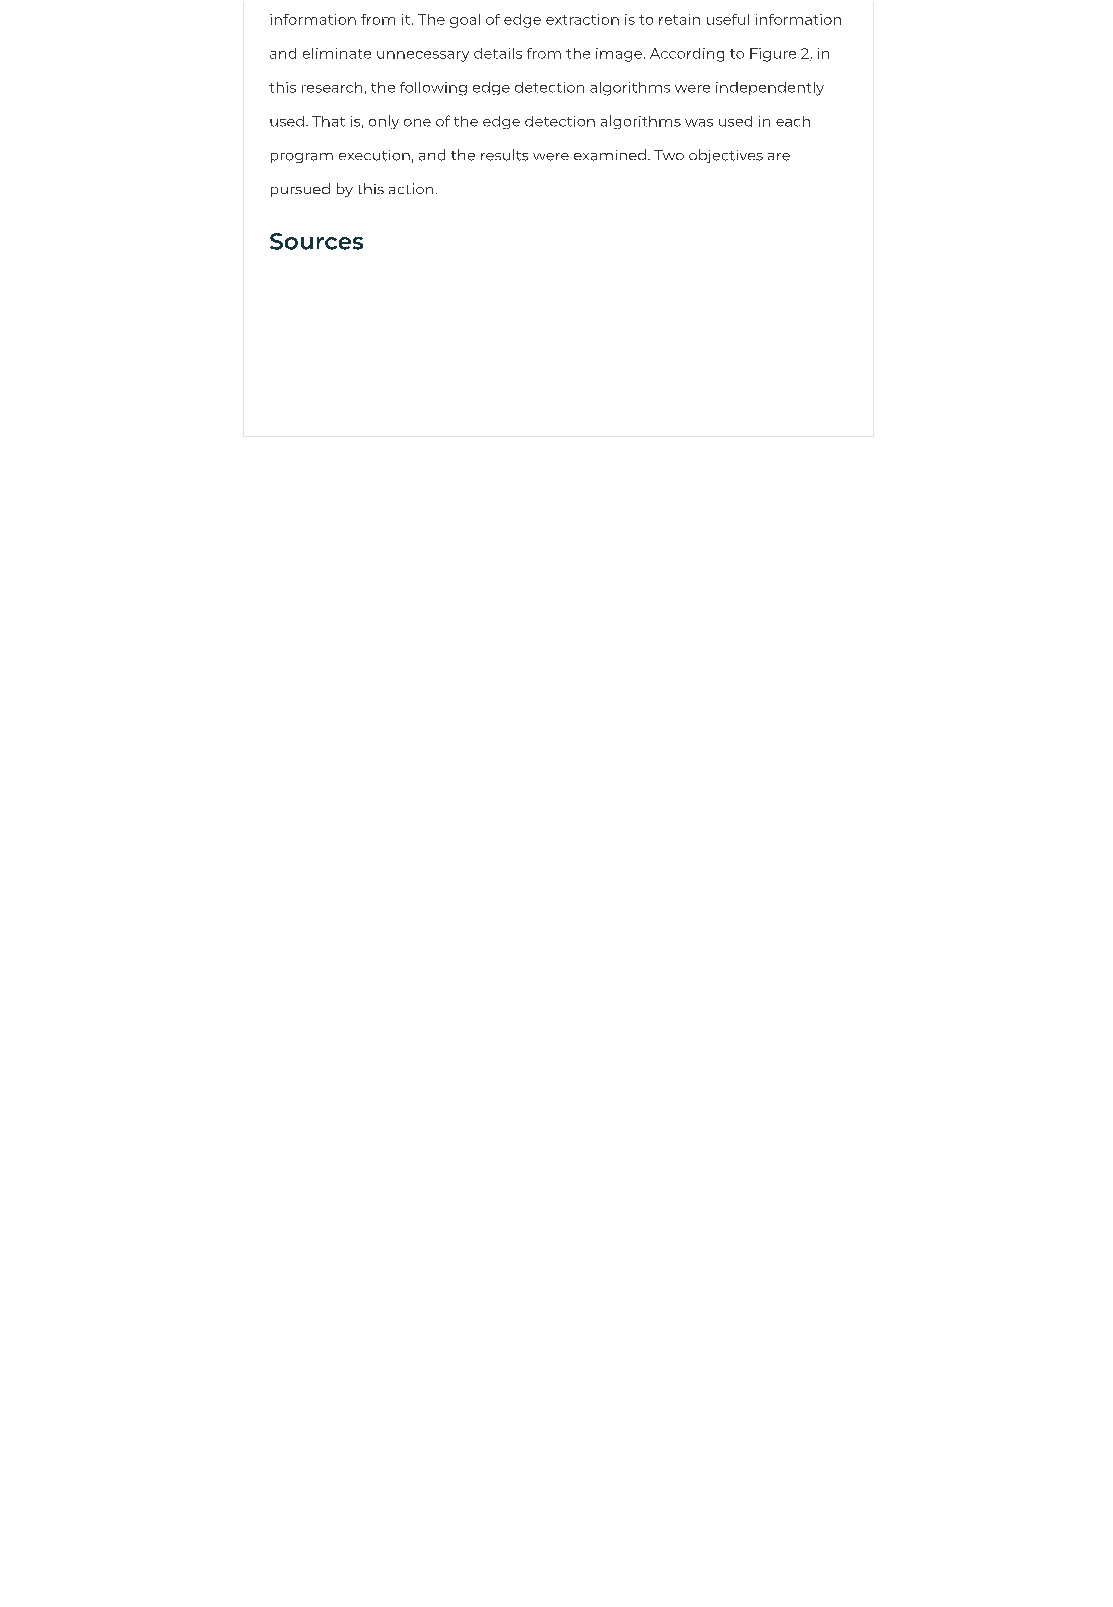 information from it. The goal of edge extraction is to retain useful information
and eliminate unnecessary details from the image. According to Figure 2, in
this research, the following edge detection algorithms were independently
used. That is, only one of the edge detection algorithms was used in each
program execution, and the results were examined. Two objectives are
pursued by this action.
Sources